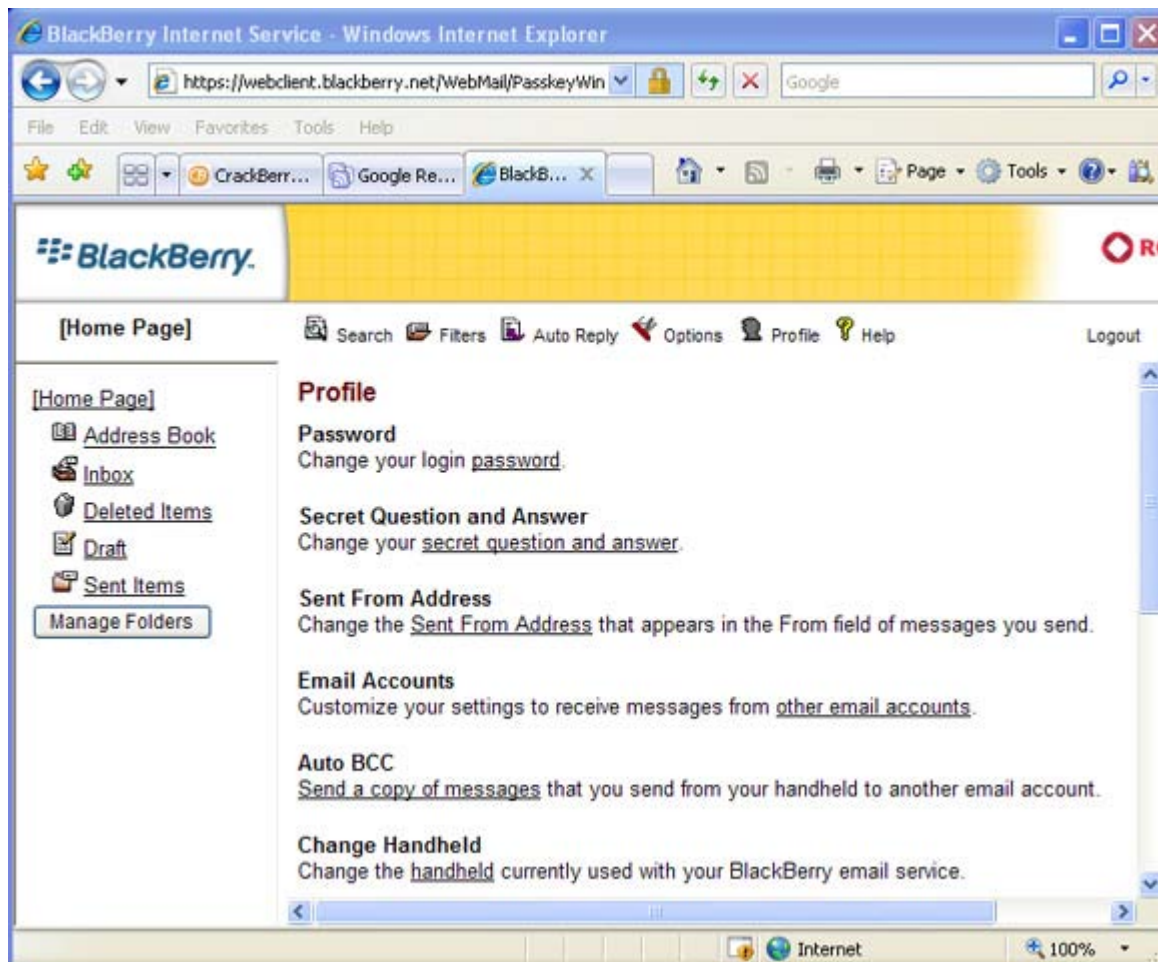 BlackBerry Internet Service - Windows Internet Explorer
https://webclient.blackberry.net/WebMail/PasskeyWin
Google
File Edit View Favorites Tools Help
CrackBerr... Google Re... BlackB... X Page Tools
BlackBerry.
[Home Page] Search Filters Auto Reply Options Profile Help Logout
[Home Page]
Address Book
Inbox
Deleted Items
Draft
Sent Items
Manage Folders
Profile
Password
Change your login password.
Secret Question and Answer
Change your secret question and answer.
Sent From Address
Change the Sent From Address that appears in the From field of messages you send.
Email Accounts
Customize your settings to receive messages from other email accounts.
Auto BCC
Send a copy of messages that you send from your handheld to another email account.
Change Handheld
Change the handheld currently used with your BlackBerry email service.
Internet 100%